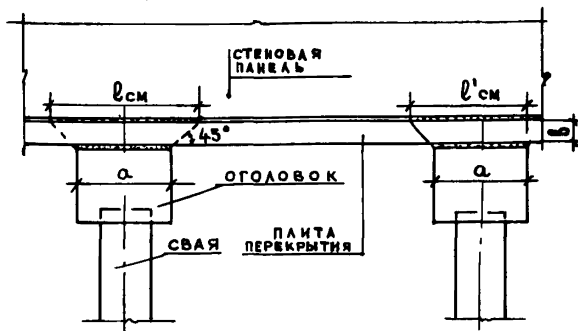 СТЕНОВАЯ
ПАНЕЛЬ
ℓсм
ℓ'см
45°
в
а
а
ОГОЛОВОК
СВАЯ
ПЛИТА
ПЕРЕКРЫТИЯ